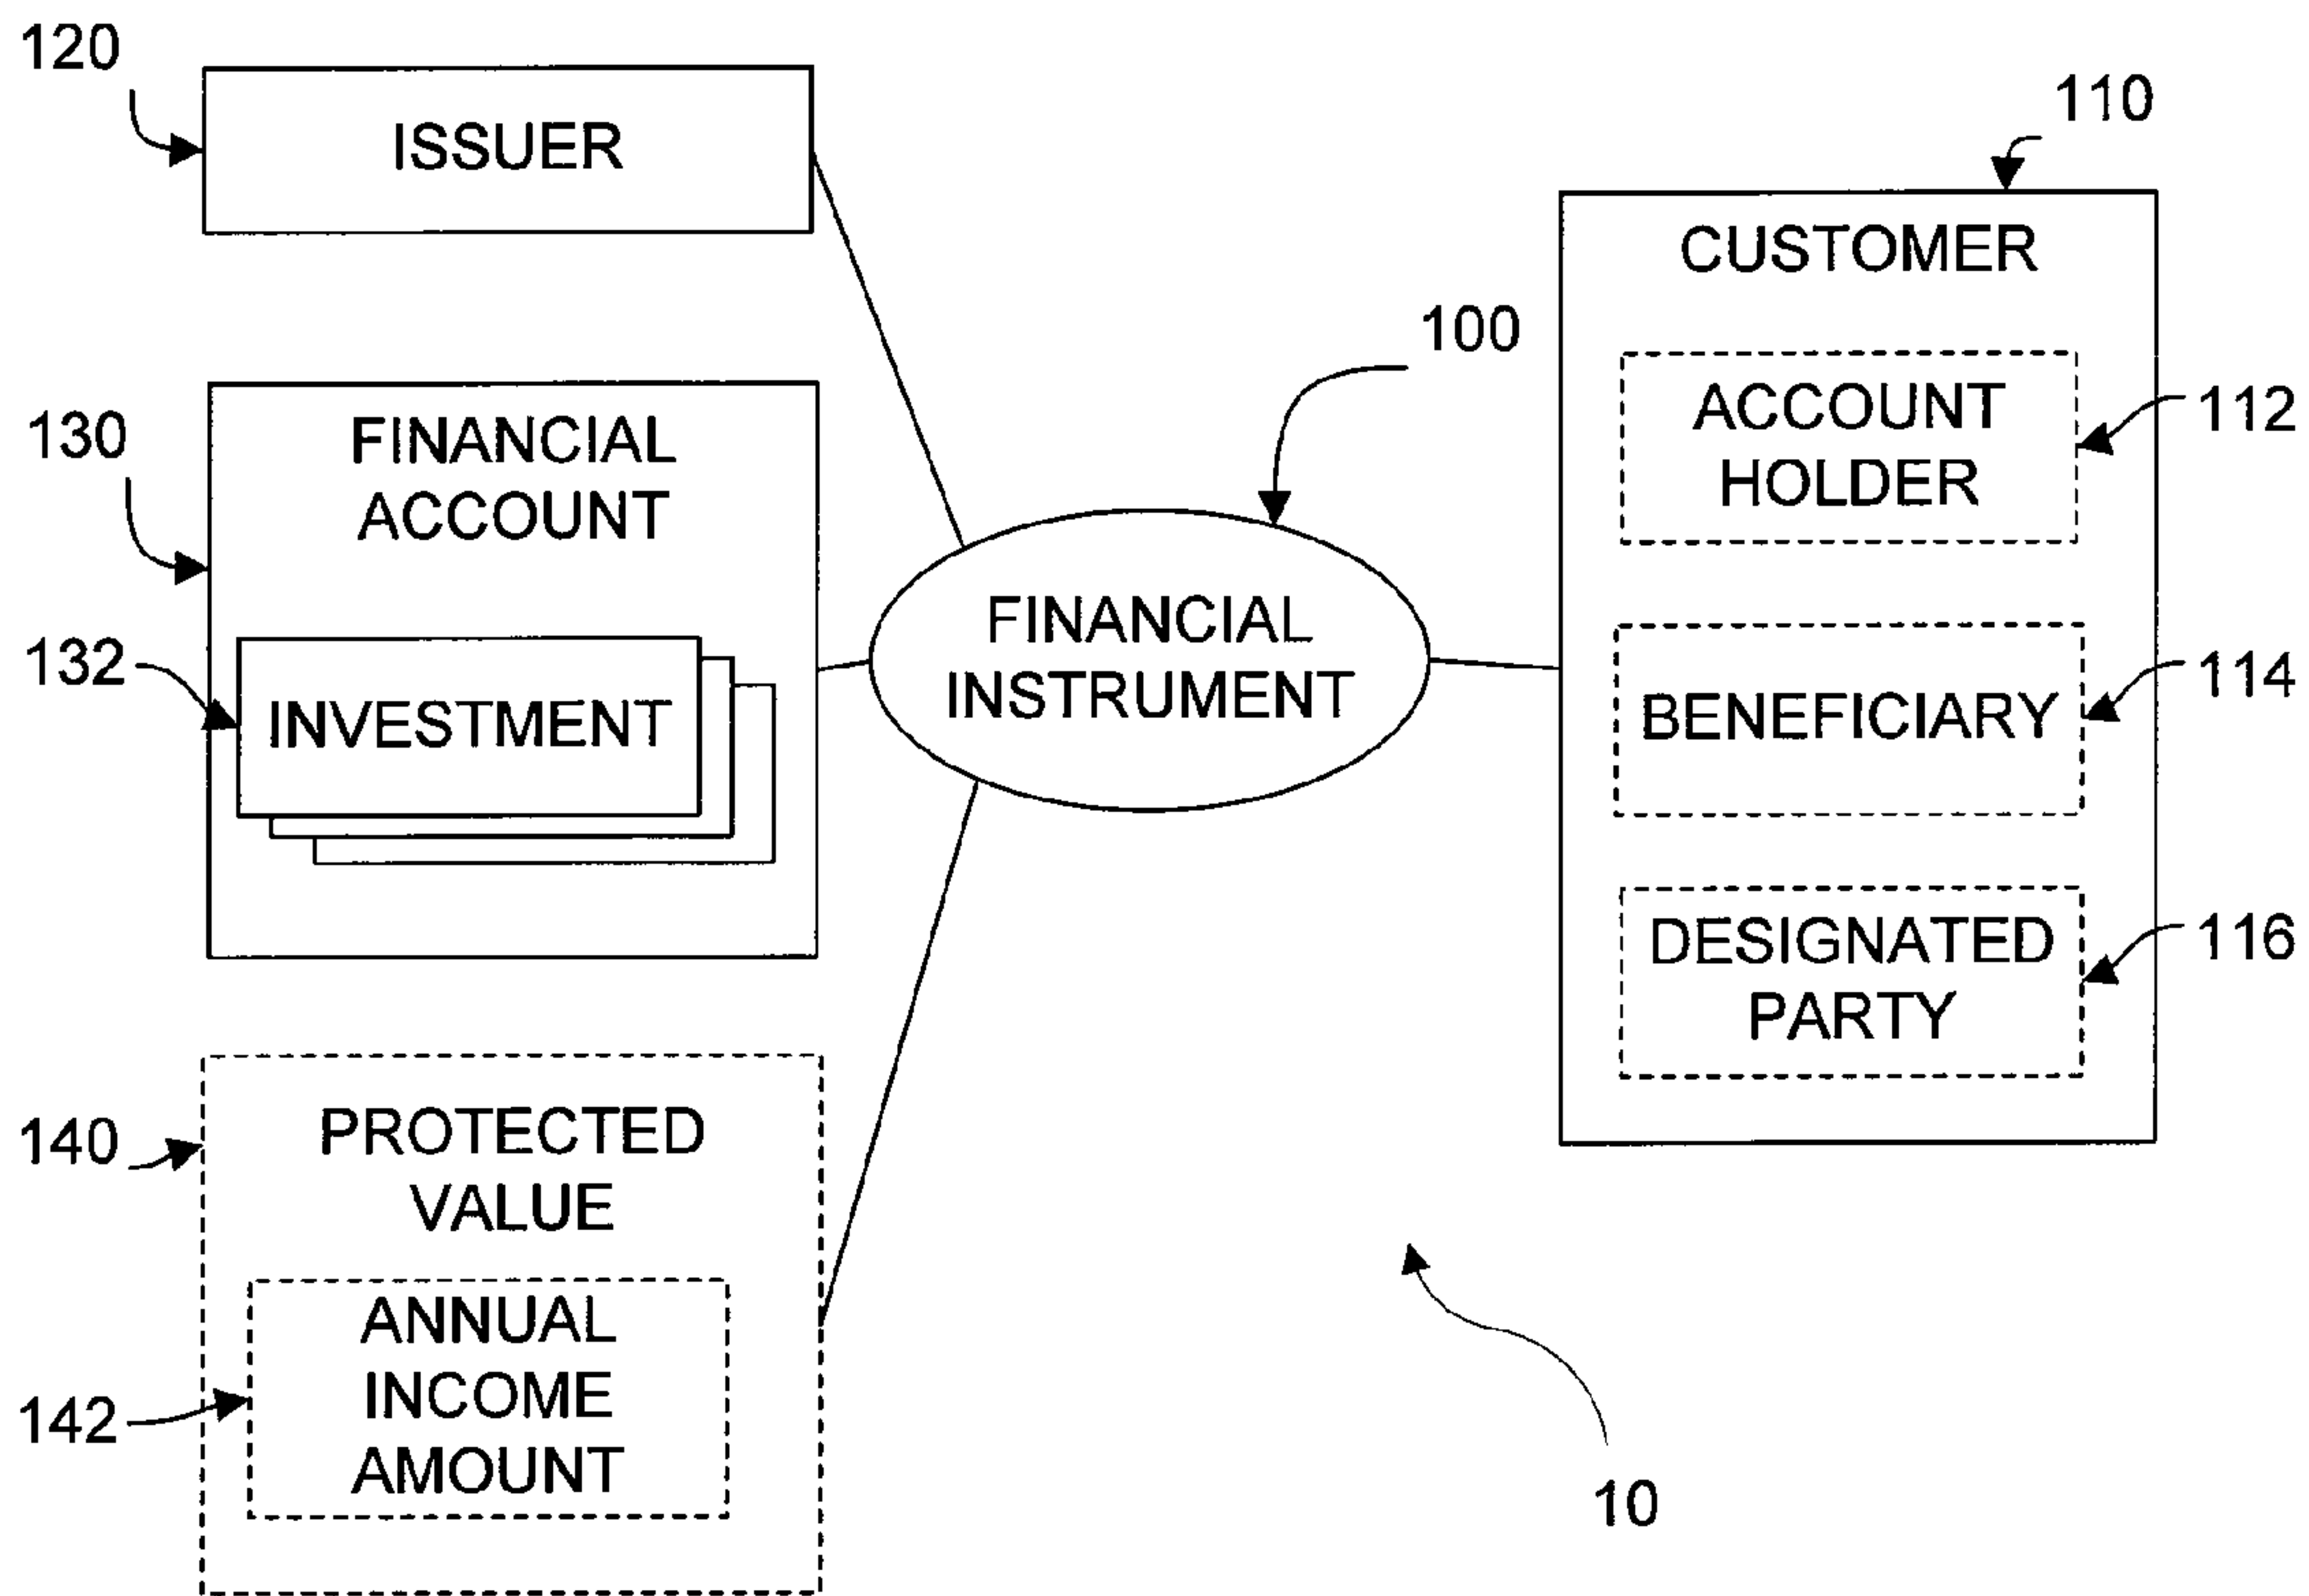 120
ISSUER
110
CUSTOMER
100
ACCOUNT
HOLDER
112
130
FINANCIAL
ACCOUNT
132
INVESTMENT
FINANCIAL
INSTRUMENT
BENEFICIARY
114
DESIGNATED
PARTY
116
140
PROTECTED
VALUE
142
ANNUAL
INCOME
AMOUNT
10